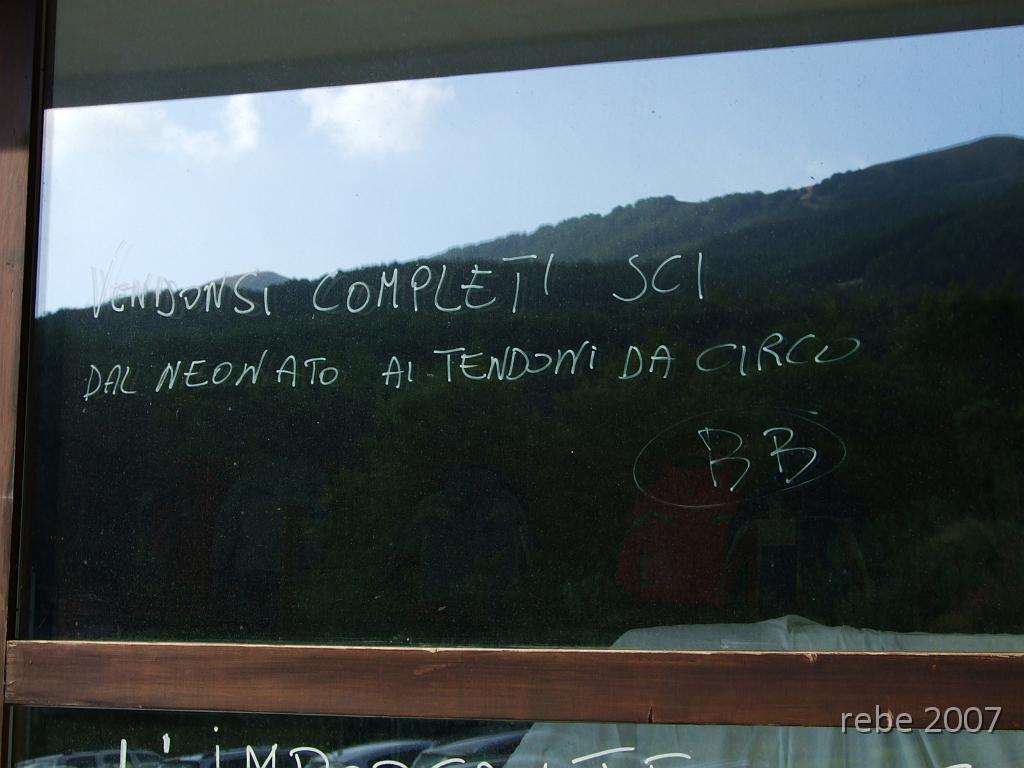 VENDONSI COMPLETI SCI
DAL NEONATO AI TENDONI DA CIRCO
BB
rebe 2007